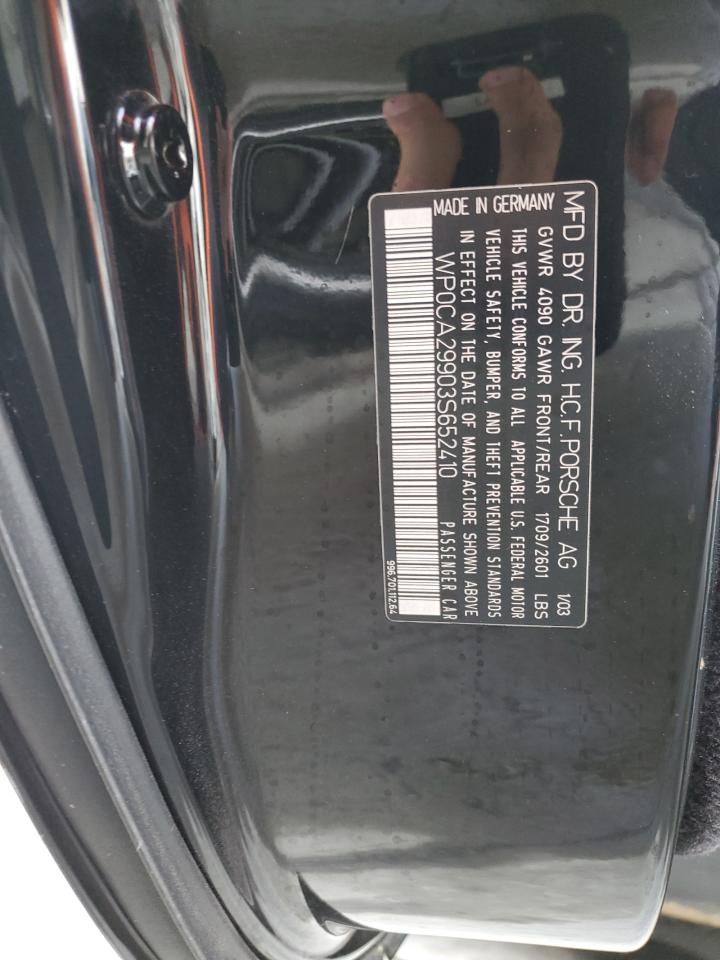 MFD BY DR. ING. H.C.F. PORSCHE AG 1/03
GVWR 4090 GAWR FRONT/REAR 1709/2601 LBS
THIS VEHICLE CONFORMS TO ALL APPLICABLE U.S. FEDERAL MOTOR
VEHICLE SAFETY, BUMPER, AND THEFT PREVENTION STANDARDS
IN EFFECT ON THE DATE OF MANUFACTURE SHOWN ABOVE
MADE IN GERMANY
WP0CA29903S652410 PASSENGER CAR
996.701.112.64